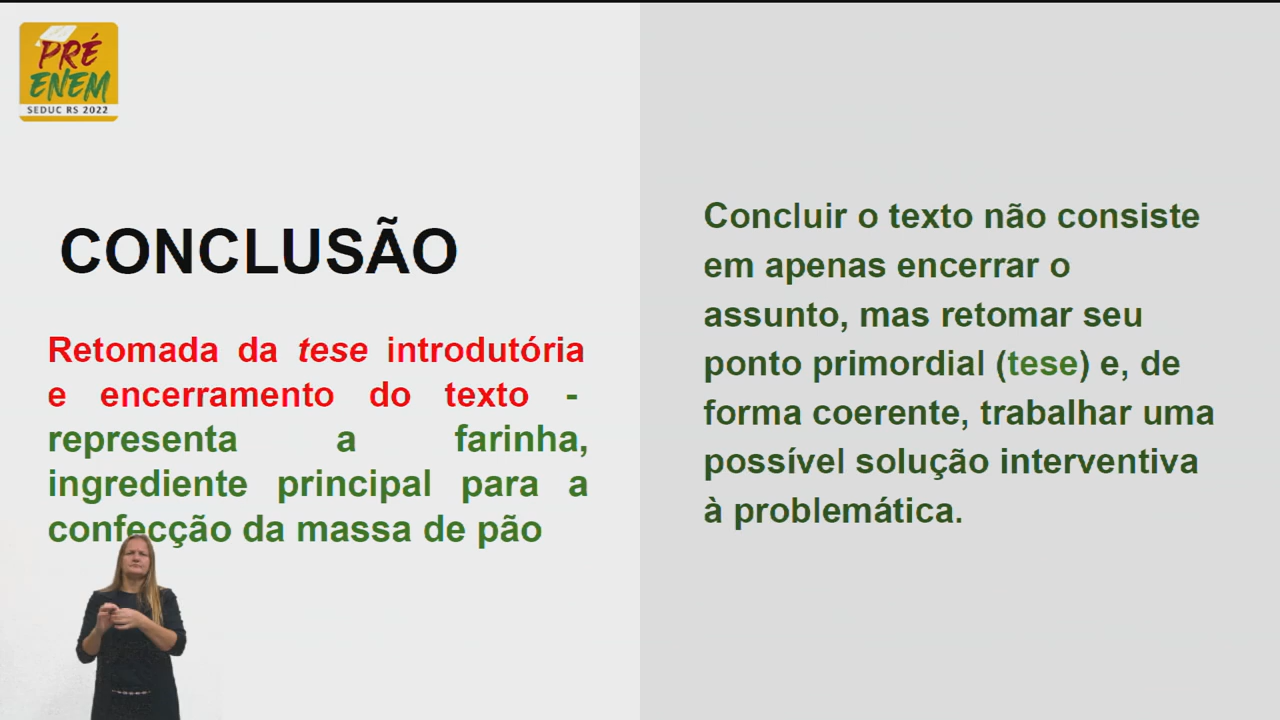 PRÉ
ENEM
SEDUC RS 2022
CONCLUSÃO
Retomada da tese introdutória
e encerramento do texto -
representa a farinha,
ingrediente principal para a
confecção da massa de pão
Concluir o texto não consiste
em apenas encerrar o
assunto, mas retomar seu
ponto primordial (tese) e, de
forma coerente, trabalhar uma
possível solução interventiva
à problemática.